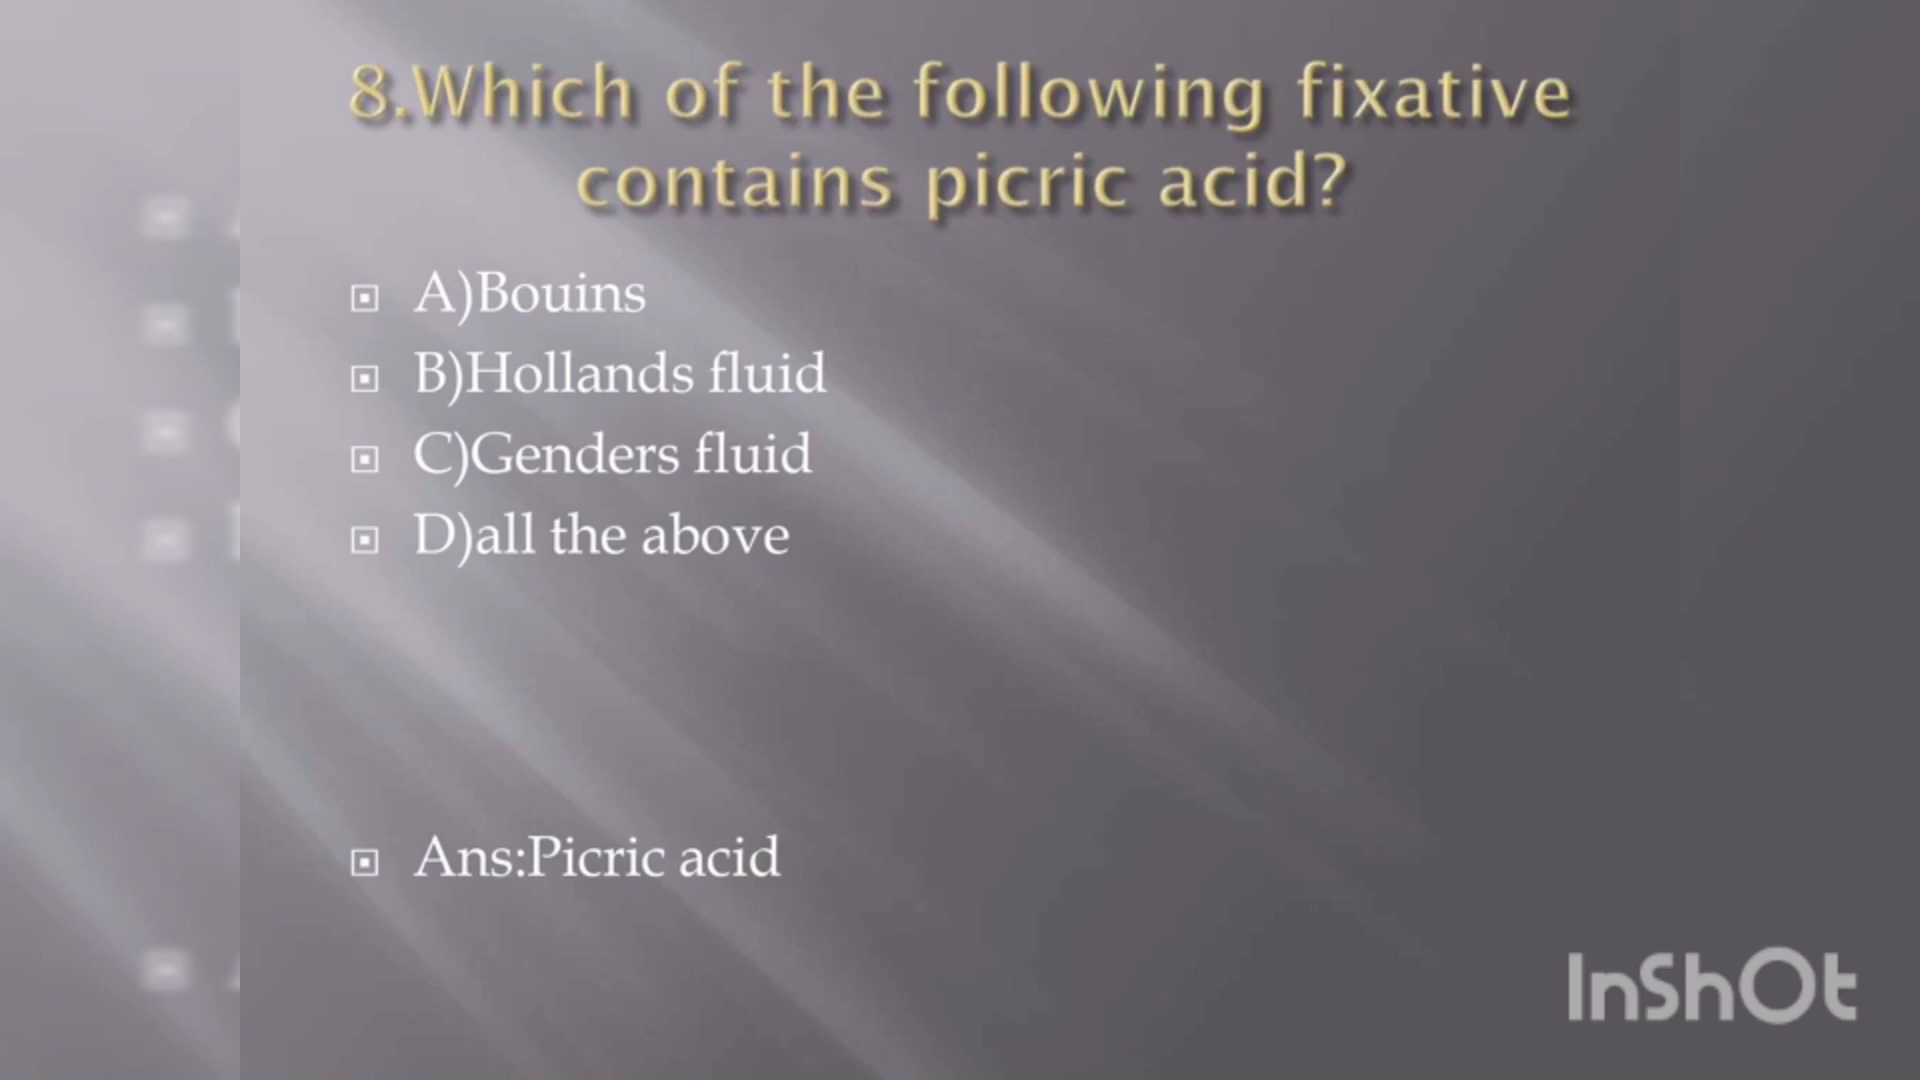 8.Which of the following fixative
contains picric acid?
A)Bouins
B)Hollands fluid
C)Genders fluid
D)all the above
Ans:Picric acid
InShOt